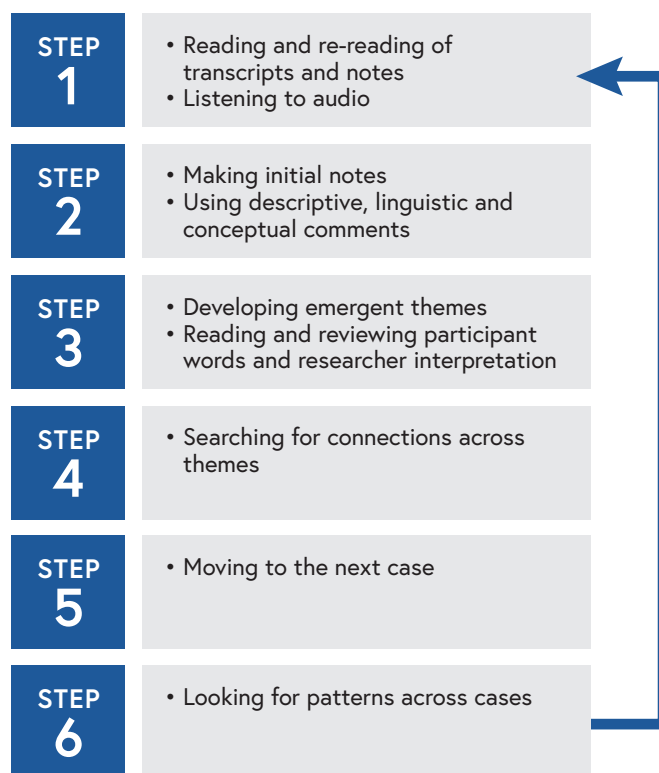 STEP
1
• Reading and re-reading of
transcripts and notes
• Listening to audio
STEP
2
• Making initial notes
• Using descriptive, linguistic and
conceptual comments
STEP
3
• Developing emergent themes
• Reading and reviewing participant
words and researcher interpretation
STEP
4
• Searching for connections across
themes
STEP
5
• Moving to the next case
STEP
6
• Looking for patterns across cases